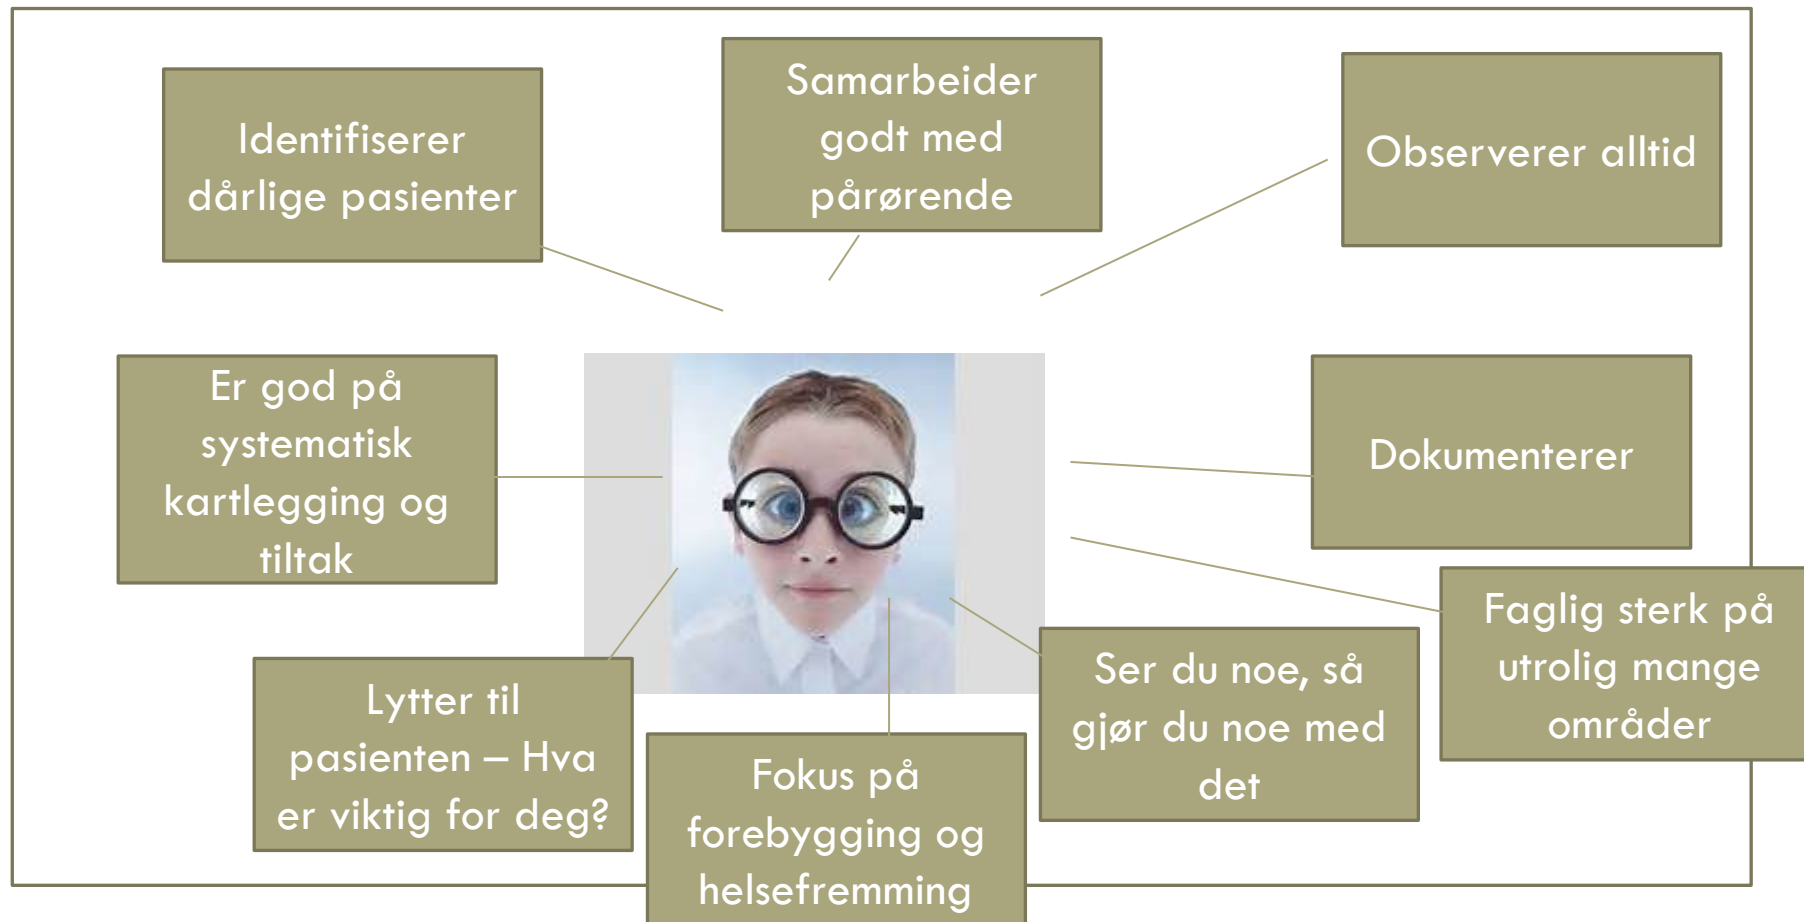 Identifiserer
dårlige pasienter
Samarbeider
godt med
pårørende
Observerer alltid
Er god på
systematisk
kartlegging og
tiltak
Dokumenterer
Faglig sterk på
utrolig mange
områder
Lytter til
pasienten – Hva
er viktig for deg?
Fokus på
forebygging og
helsefremming
Ser du noe, så
gjør du noe med
det